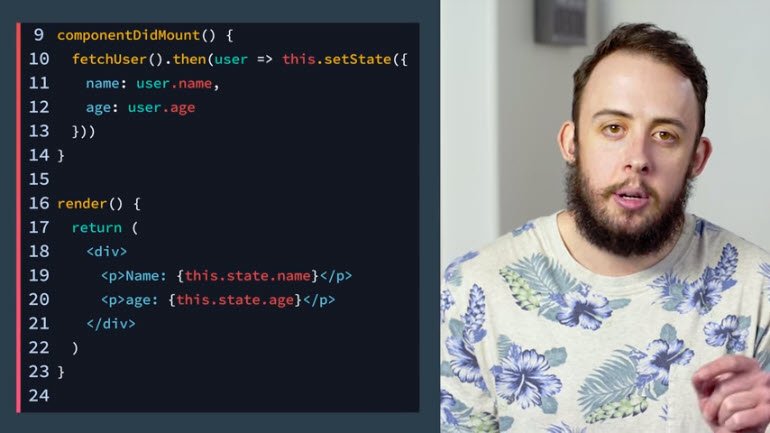 9 componentDidMount() {
10 fetchUser().then(user => this.setState({
11 name: user.name,
12 age: user.age
13 }))
14 }
15
16 render() {
17 return (
18 <div>
19 <p>Name: {this.state.name}</p>
20 <p>age: {this.state.age}</p>
21 </div>
22 )
23 }
24